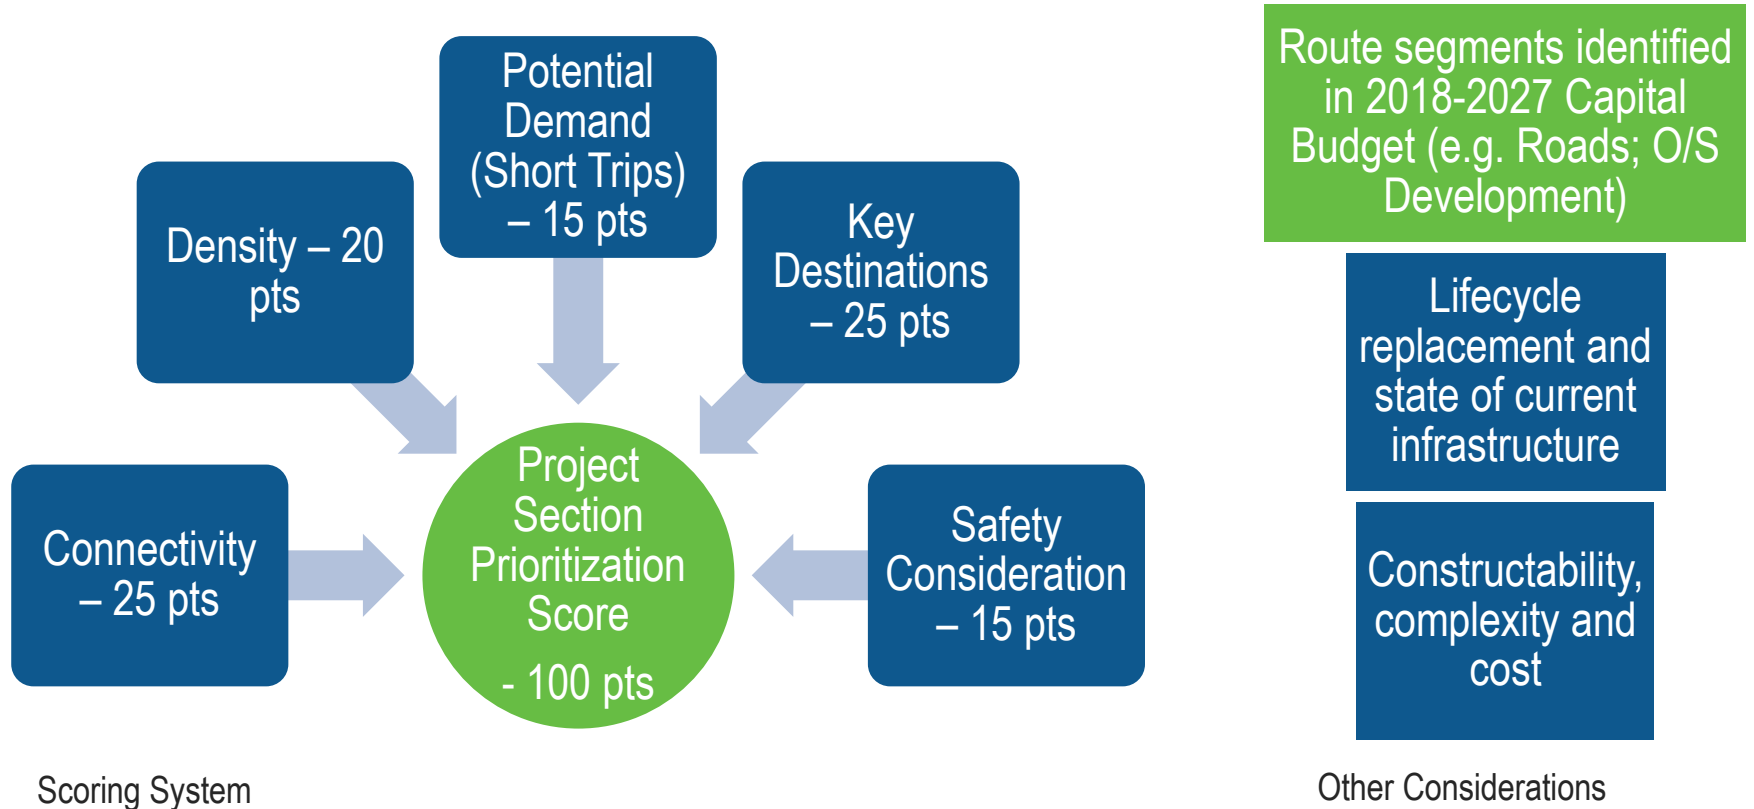 Potential
Demand
(Short Trips)
– 15 pts
Density – 20
pts
Key
Destinations
– 25 pts
Connectivity
– 25 pts
Project
Section
Prioritization
Score
- 100 pts
Safety
Consideration
– 15 pts
Scoring System
Route segments identified
in 2018-2027 Capital
Budget (e.g. Roads; O/S
Development)
Lifecycle
replacement and
state of current
infrastructure
Constructability,
complexity and
cost
Other Considerations